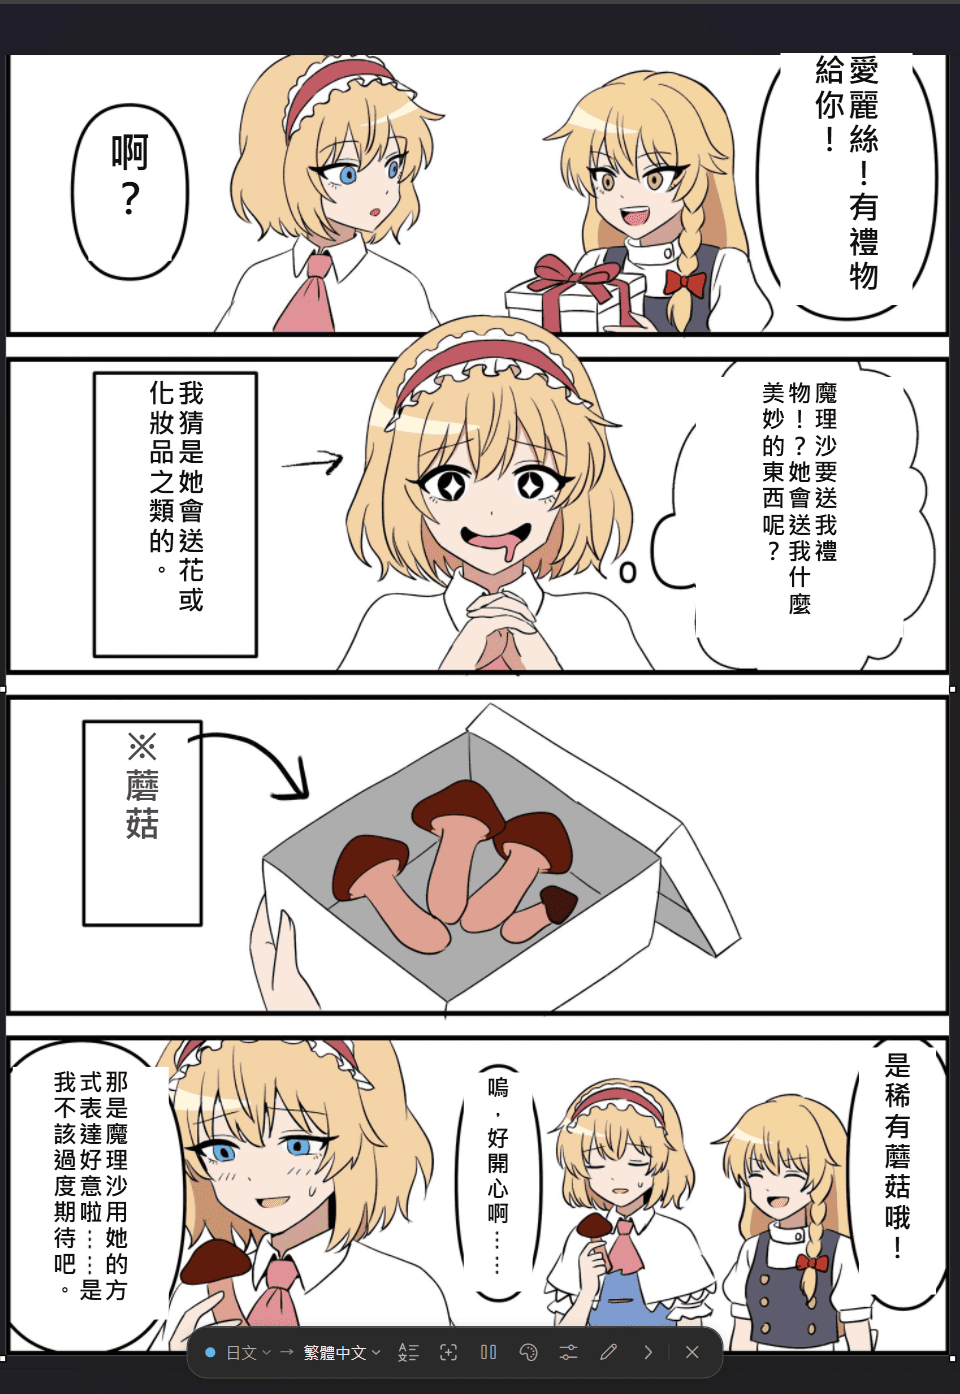 愛麗絲！有禮物
給你！
啊？
魔理沙要送我禮
物！？她會送我什麼
美妙的東西呢？
我猜是她會送花或
化妝品之類的。
※蘑菇
是稀有蘑菇哦！
嗚，好開心啊……
那是魔理沙用她的方
式表達好意啦……是
我不該過度期待吧。
日文 → 繁體中文